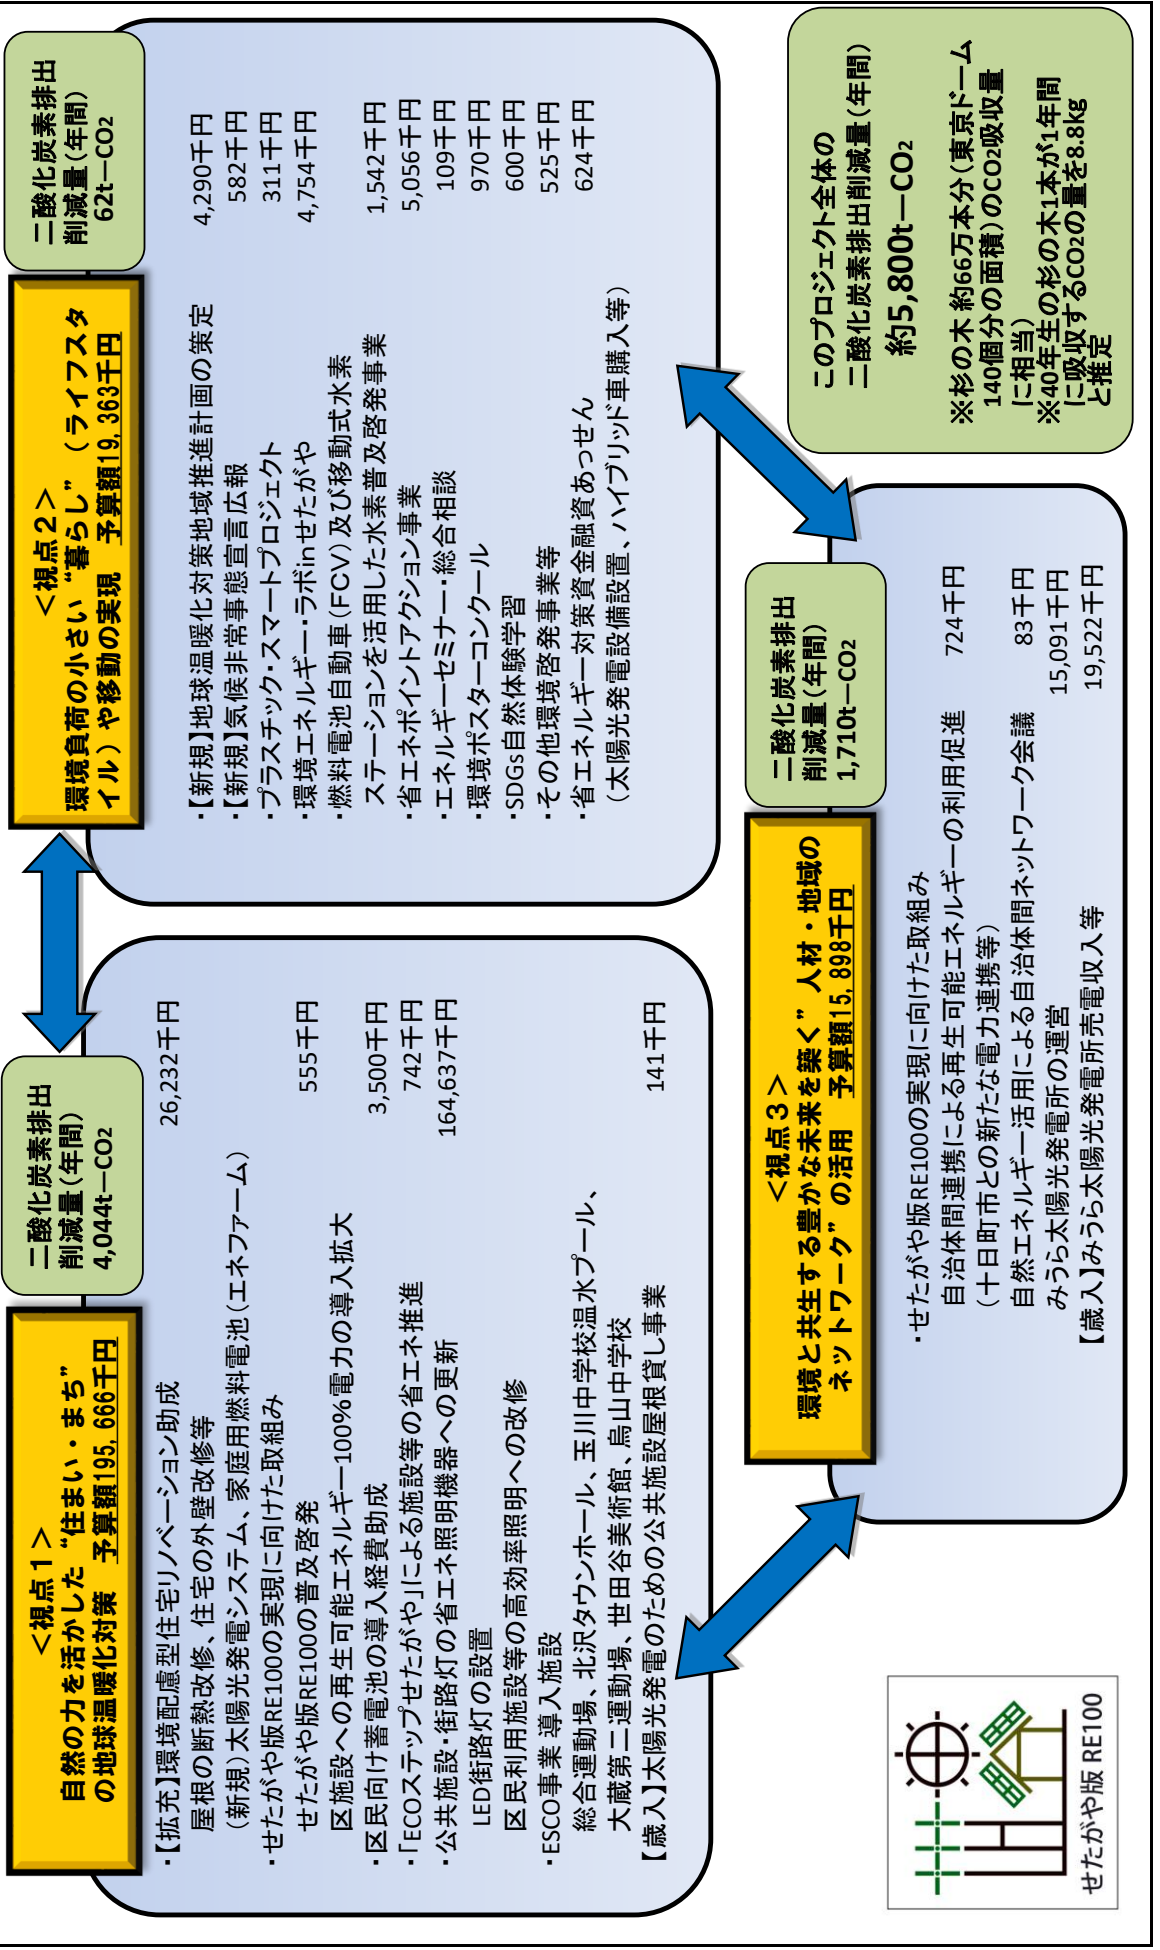 ＜視点１＞
自然の力を活かした “住まい・まち”
の地球温暖化対策　予算額195,666千円
二酸化炭素排出
削減量（年間）
4,044t－CO2
・【拡充】環境配慮型住宅リノベーション助成 26,232千円
屋根の断熱改修、住宅の外壁改修等
（新規）太陽光発電システム、家庭用燃料電池（エネファーム）
・せたがや版RE100の実現に向けた取組み
せたがや版RE100の普及啓発 555千円
区施設への再生可能エネルギー100%電力の導入拡大
・区民向け蓄電池の導入経費助成 3,500千円
・「ECOステップせたがや」による施設等の省エネ推進 742千円
・公共施設・街路灯の省エネ照明機器への更新 164,637千円
LED街路灯の設置
区民利用施設等の高効率照明への改修
・ESCO事業 導入施設
総合運動場、北沢タウンホール、玉川中学校温水プール、
大蔵第二運動場、世田谷美術館、烏山中学校
【歳入】太陽光発電のための公共施設屋根貸し事業 141千円
＜視点２＞
環境負荷の小さい “暮らし” （ライフスタ
イル）や移動の実現　予算額19,363千円
二酸化炭素排出
削減量（年間）
62t－CO2
・【新規】地球温暖化対策地域推進計画の策定 4,290千円
・【新規】気候非常事態宣言広報 582千円
・プラスチック・スマートプロジェクト 311千円
・環境エネルギー・ラボinせたがや 4,754千円
・燃料電池自動車（FCV）及び移動式水素
ステーションを活用した水素普及啓発事業 1,542千円
・省エネポイントアクション事業 5,056千円
・エネルギーセミナー・総合相談 109千円
・環境ポスターコンクール 970千円
・SDGs自然体験学習 600千円
・その他環境啓発事業等 525千円
・省エネルギー対策資金融資あっせん 624千円
（太陽光発電設備設置、ハイブリッド車購入等）
＜視点３＞
環境と共生する豊かな未来を築く” 人材・地域の
ネットワーク” の活用　予算額15,898千円
二酸化炭素排出
削減量（年間）
1,710t－CO2
・せたがや版RE100の実現に向けた取組み
自治体間連携による再生可能エネルギーの利用促進 724千円
（十日町市との新たな電力連携等）
自然エネルギー活用による自治体間ネットワーク会議 83千円
みうら太陽光発電所の運営 15,091千円
【歳入】みうら太陽光発電所売電収入等 19,522千円
このプロジェクト全体の
二酸化炭素排出削減量（年間）
約5,800t－CO2
※杉の木 約66万本分（東京ドーム
140個分の面積）のCO2吸収量
に相当）
※40年生の杉の木1本が1年間
に吸収するCO2の量を8.8kg
と推定
せたがや版 RE100